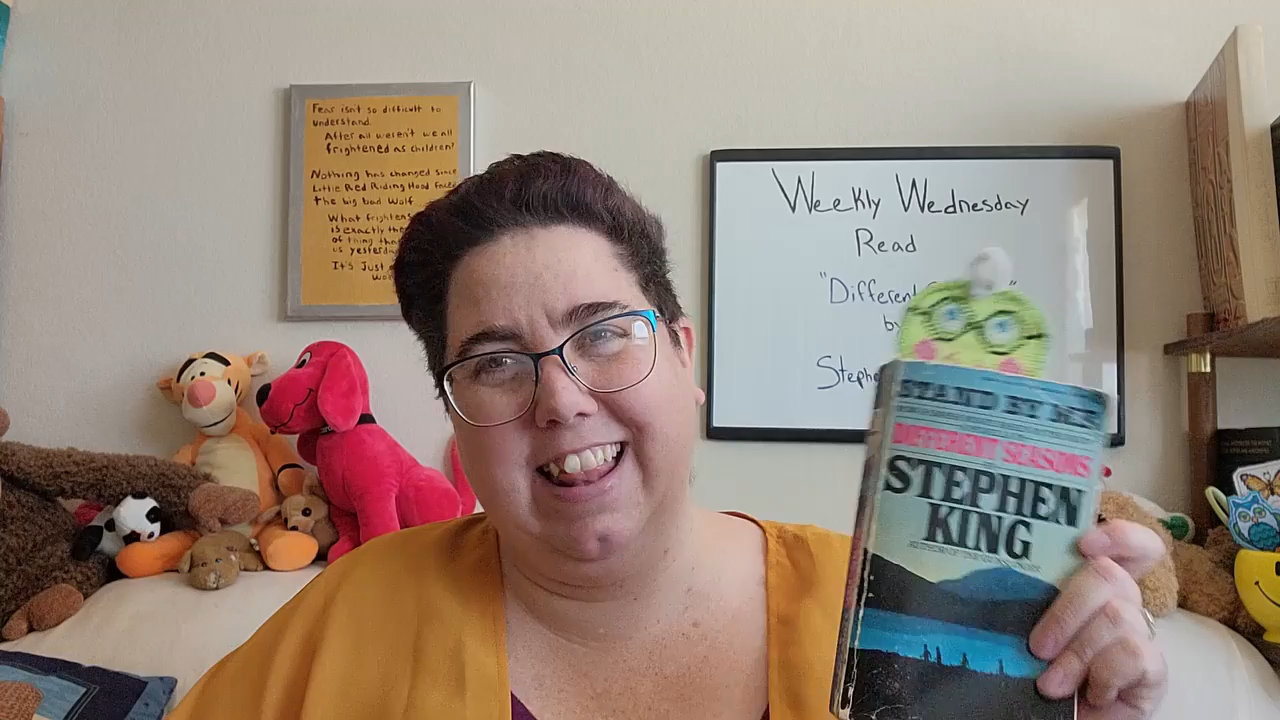 Fear isn't so difficult to
understand.
After all weren't we all
frightened as children?
Nothing has changed since
Little Red Riding Hood faced
the big bad Wolf.
What frightens
is exactly the
of thing that
us yesterday
It's Just
Weekly Wednesday
Read
"Different
"
by
Stephe
STAND BY ME
DIFFERENT SEASONS
STEPHEN
KING